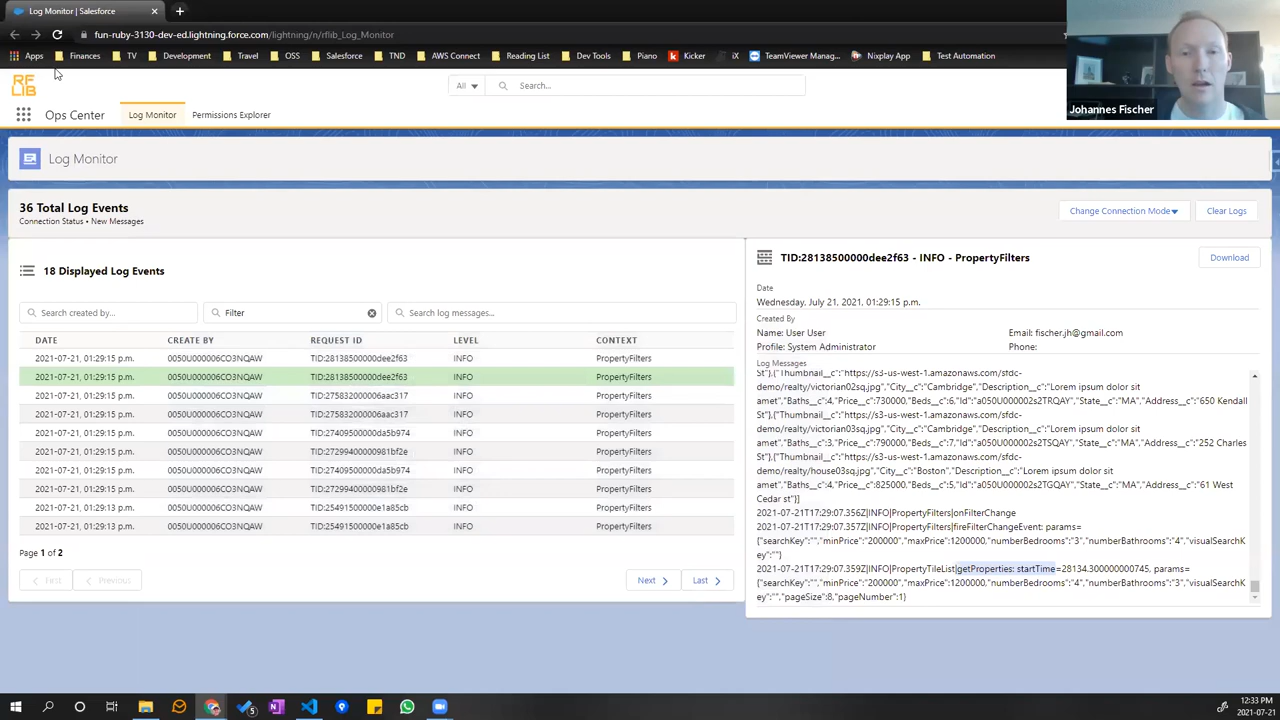 Log Monitor | Salesforce
fun-ruby-3130-dev-ed.lightning.force.com/lightning/n/rflib_Log_Monitor
Apps Finances TV Development Travel OSS Salesforce TND AWS Connect Reading List Dev Tools Piano Kicker iX TeamViewer Manag... Nixplay App Test Automation
Johannes Fischer
RF
LIB
All Search...
Ops Center Log Monitor Permissions Explorer
Log Monitor
36 Total Log Events
Connection Status • New Messages
Change Connection Mode Clear Logs
18 Displayed Log Events
Search created by... Filter Search log messages...
DATE CREATE BY REQUEST ID LEVEL CONTEXT
2021-07-21, 01:29:15 p.m. 0050U000006CO3NQAW TID:28138500000dee2f63 INFO PropertyFilters
2021-07-21, 01:29:15 p.m. 0050U000006CO3NQAW TID:28138500000dee2f63 INFO PropertyFilters
2021-07-21, 01:29:15 p.m. 0050U000006CO3NQAW TID:275832000006aac317 INFO PropertyFilters
2021-07-21, 01:29:15 p.m. 0050U000006CO3NQAW TID:275832000006aac317 INFO PropertyFilters
2021-07-21, 01:29:15 p.m. 0050U000006CO3NQAW TID:27409500000da5b974 INFO PropertyFilters
2021-07-21, 01:29:15 p.m. 0050U000006CO3NQAW TID:27299400000981bf2e INFO PropertyFilters
2021-07-21, 01:29:15 p.m. 0050U000006CO3NQAW TID:27409500000da5b974 INFO PropertyFilters
2021-07-21, 01:29:15 p.m. 0050U000006CO3NQAW TID:27299400000981bf2e INFO PropertyFilters
2021-07-21, 01:29:13 p.m. 0050U000006CO3NQAW TID:25491500000e1a85cb INFO PropertyFilters
2021-07-21, 01:29:13 p.m. 0050U000006CO3NQAW TID:25491500000e1a85cb INFO PropertyFilters
Page 1 of 2
First Previous Next Last
TID:28138500000dee2f63 - INFO - PropertyFilters
Download
Date
Wednesday, July 21, 2021, 01:29:15 p.m.
Created By
Name: User User Email: fischer.jh@gmail.com
Profile: System Administrator Phone:
Log Messages
St"},{"Thumbnail__c":"https://s3-us-west-1.amazonaws.com/sfdc-
demo/realty/victorian02sq.jpg","City__c":"Cambridge","Description__c":"Lorem ipsum dolor sit
amet","Baths__c":4,"Price__c":730000,"Beds__c":6,"Id":"a050U000002s2TRQAY","State__c":"MA","Address__c":"650 Kendall
St"},{"Thumbnail__c":"https://s3-us-west-1.amazonaws.com/sfdc-
demo/realty/victorian03sq.jpg","City__c":"Cambridge","Description__c":"Lorem ipsum dolor sit
amet","Baths__c":3,"Price__c":790000,"Beds__c":7,"Id":"a050U000002s2TSQAY","State__c":"MA","Address__c":"252 Charles
St"},{"Thumbnail__c":"https://s3-us-west-1.amazonaws.com/sfdc-
demo/realty/house03sq.jpg","City__c":"Boston","Description__c":"Lorem ipsum dolor sit
amet","Baths__c":4,"Price__c":825000,"Beds__c":5,"Id":"a050U000002s2TGQAY","State__c":"MA","Address__c":"61 West
Cedar st"}]
2021-07-21T17:29:07.356Z|INFO|PropertyFilters|onFilterChange
2021-07-21T17:29:07.357Z|INFO|PropertyFilters|fireFilterChangeEvent: params=
{"searchKey":"","minPrice":"200000","maxPrice":1200000,"numberBedrooms":"3","numberBathrooms":"4","visualSearchK
ey":""}
2021-07-21T17:29:07.359Z|INFO|PropertyTileList|getProperties: startTime=28134.300000000745, params=
{"searchKey":"","minPrice":"200000","maxPrice":1200000,"numberBedrooms":"4","numberBathrooms":"3","visualSearchK
ey":"","pageSize":8,"pageNumber":1}
5
12:33 PM
2021-07-21